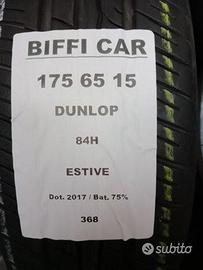 BIFFI CAR
175 65 15
DUNLOP
84H
ESTIVE
Dot. 2017 / Bat. 75%
368
subito